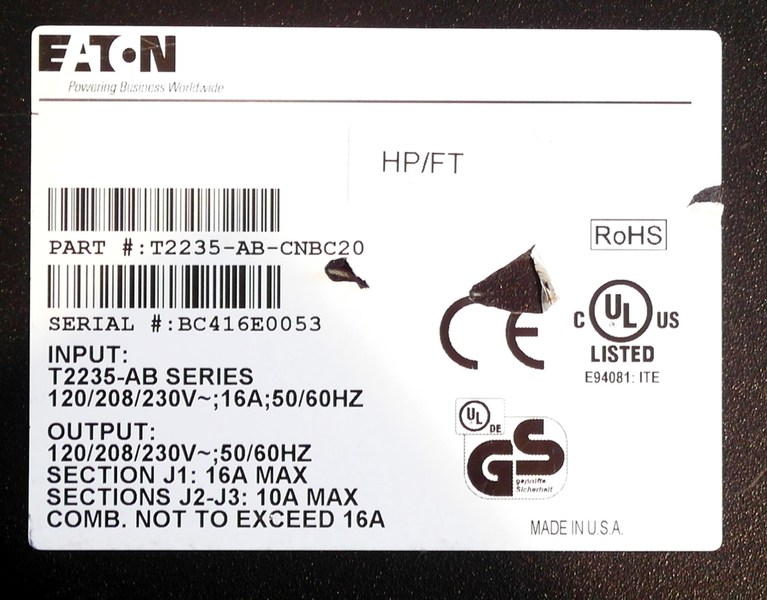 EATON
Powering Business Worldwide
HP/FT
PART #:T2235-AB-CNBC20
SERIAL #:BC416E0053
INPUT:
T2235-AB SERIES
120/208/230V~;16A;50/60HZ
OUTPUT:
120/208/230V~;50/60HZ
SECTION J1: 16A MAX
SECTIONS J2-J3: 10A MAX
COMB. NOT TO EXCEED 16A
RoHS
CE
C UL US
LISTED
E94081: ITE
UL DE
GS
geprüfte
Sicherheit
MADE IN U.S.A.